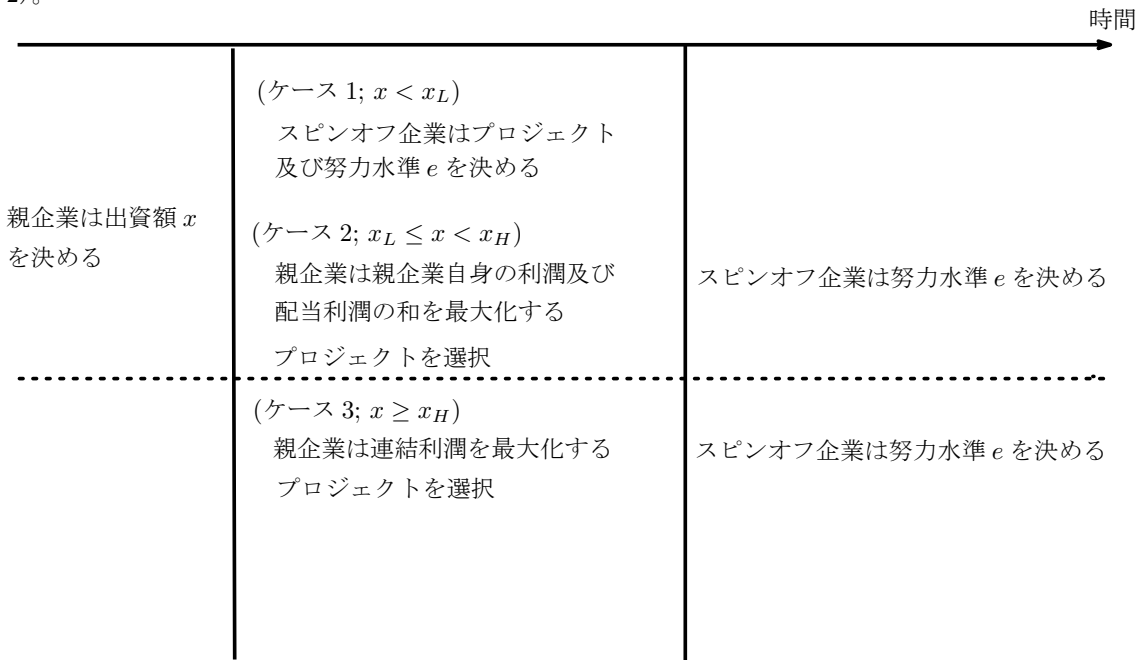 2)。
時間
親企業は出資額 x
を決める
(ケース 1; x < x_L)
スピンオフ企業はプロジェクト
及び努力水準 e を決める
(ケース 2; x_L ≤ x < x_H)
親企業は親企業自身の利潤及び
配当利潤の和を最大化する
プロジェクトを選択
スピンオフ企業は努力水準 e を決める
(ケース 3; x ≥ x_H)
親企業は連結利潤を最大化する
プロジェクトを選択
スピンオフ企業は努力水準 e を決める